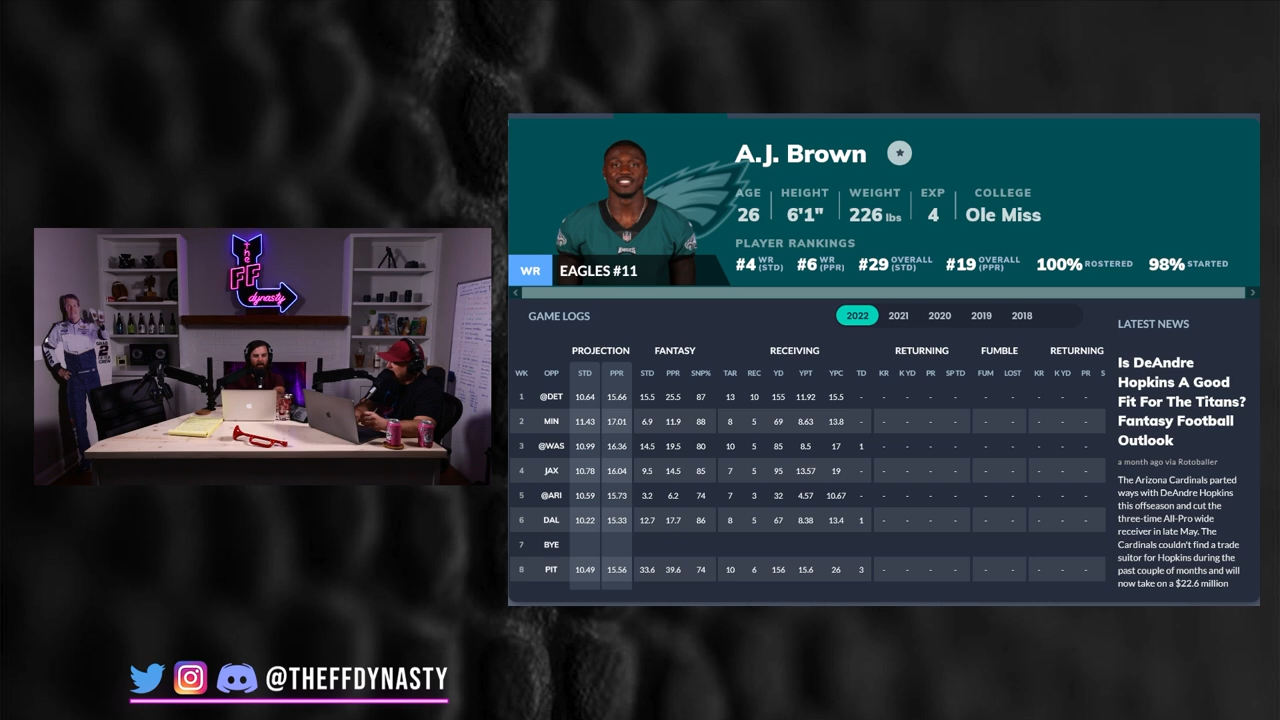 the
FF
dynasty
A.J. Brown
AGE HEIGHT WEIGHT EXP COLLEGE
26 6'1" 226 lbs 4 Ole Miss
PLAYER RANKINGS
#4 WR (STD) #6 WR (PPR) #29 OVERALL (STD) #19 OVERALL (PPR) 100% ROSTERED 98% STARTED
WR EAGLES #11
GAME LOGS 2022 2021 2020 2019 2018
PROJECTION FANTASY RECEIVING RETURNING FUMBLE RETURNING
WK OPP STD PPR STD PPR SNP% TAR REC YD YPT YPC TD KR K YD PR SP TD FUM LOST KR K YD PR S
1 @DET 10.64 15.66 15.5 25.5 87 13 10 155 11.92 15.5 - - - - - - - - - -
2 MIN 11.43 17.01 6.9 11.9 88 8 5 69 8.63 13.8 - - - - - - - - - -
3 @WAS 10.99 16.36 14.5 19.5 80 10 5 85 8.5 17 1 - - - - - - - - -
4 JAX 10.78 16.04 9.5 14.5 85 7 5 95 13.57 19 - - - - - - - - - -
5 @ARI 10.59 15.73 3.2 6.2 74 7 3 32 4.57 10.67 - - - - - - - - - -
6 DAL 10.22 15.33 12.7 17.7 86 8 5 67 8.38 13.4 1 - - - - - - - - -
7 BYE
8 PIT 10.49 15.56 33.6 39.6 74 10 6 156 15.6 26 3 - - - - - - - - -
LATEST NEWS
Is DeAndre
Hopkins A Good
Fit For The Titans?
Fantasy Football
Outlook
a month ago via Rotoballer
The Arizona Cardinals parted
ways with DeAndre Hopkins
this offseason and cut the
three-time All-Pro wide
receiver in late May. The
Cardinals couldn't find a trade
suitor for Hopkins during the
past couple of months and will
now take on a $22.6 million
@THEFFDYNASTY